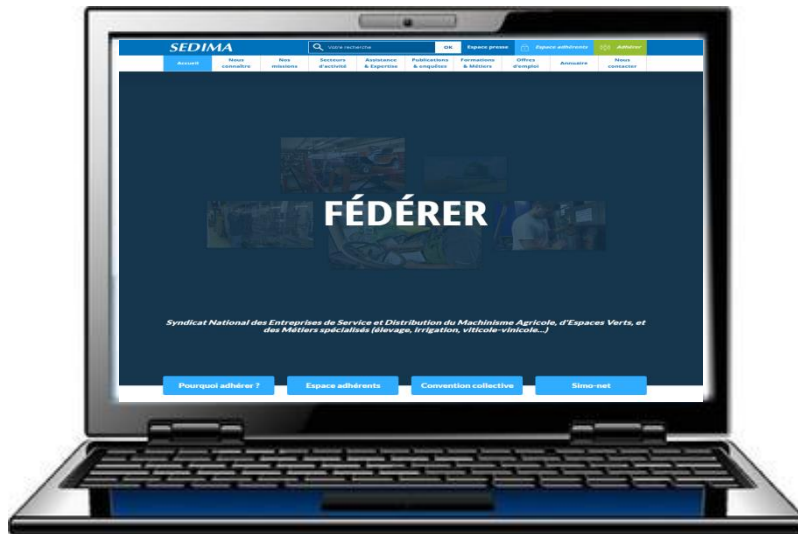 SEDIMA
Votre recherche
OK
Espace presse
Espace adhérents
Adhérer
Accueil
Nous
connaître
Nos
missions
Secteurs
d'activité
Assistance
& Expertise
Publications
& enquêtes
Formations
& Métiers
Offres
d'emploi
Annuaire
Nous
contacter
FÉDÉRER
Syndicat National des Entreprises de Service et Distribution du Machinisme Agricole, d'Espaces Verts, et
des Métiers spécialisés (élevage, irrigation, viticole-vinicole...)
Pourquoi adhérer ?
Espace adhérents
Convention collective
Simo-net